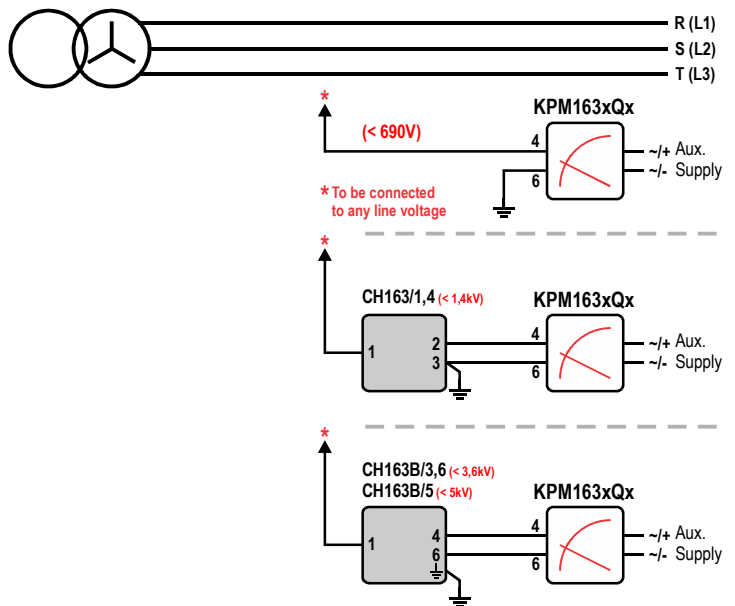 R (L1)
S (L2)
T (L3)
*
(< 690V)
KPM163xQx
4
6
~/+ Aux.
~/- Supply
* To be connected
to any line voltage
*
CH163/1,4 (< 1,4kV)
KPM163xQx
1
2
3
4
6
~/+ Aux.
~/- Supply
*
CH163B/3,6 (< 3,6kV)
CH163B/5 (< 5kV)
KPM163xQx
1
4
6
4
6
~/+ Aux.
~/- Supply